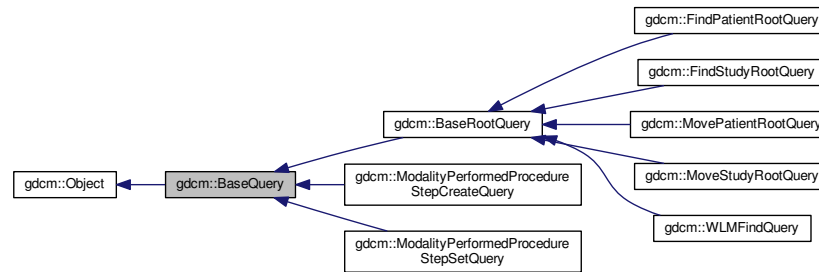 gdcm::FindPatientRootQuery
gdcm::FindStudyRootQuery
gdcm::BaseRootQuery
gdcm::MovePatientRootQuery
gdcm::MoveStudyRootQuery
gdcm::Object
gdcm::BaseQuery
gdcm::ModalityPerformedProcedure
StepCreateQuery
gdcm::WLMFindQuery
gdcm::ModalityPerformedProcedure
StepSetQuery